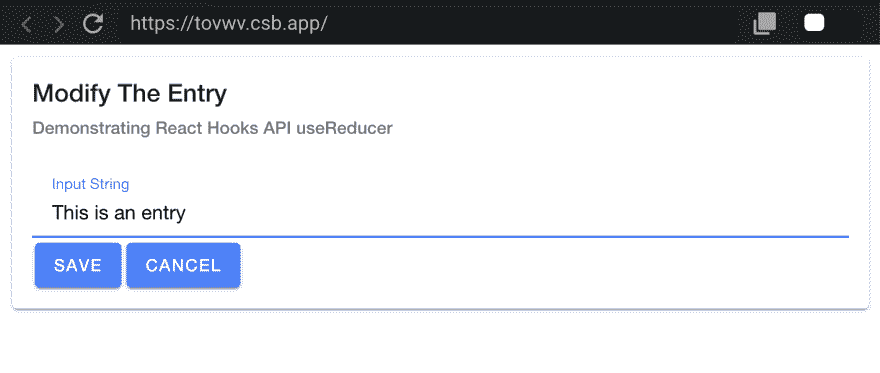 https://tovwv.csb.app/
Modify The Entry
Demonstrating React Hooks API useReducer
Input String
This is an entry
SAVE CANCEL